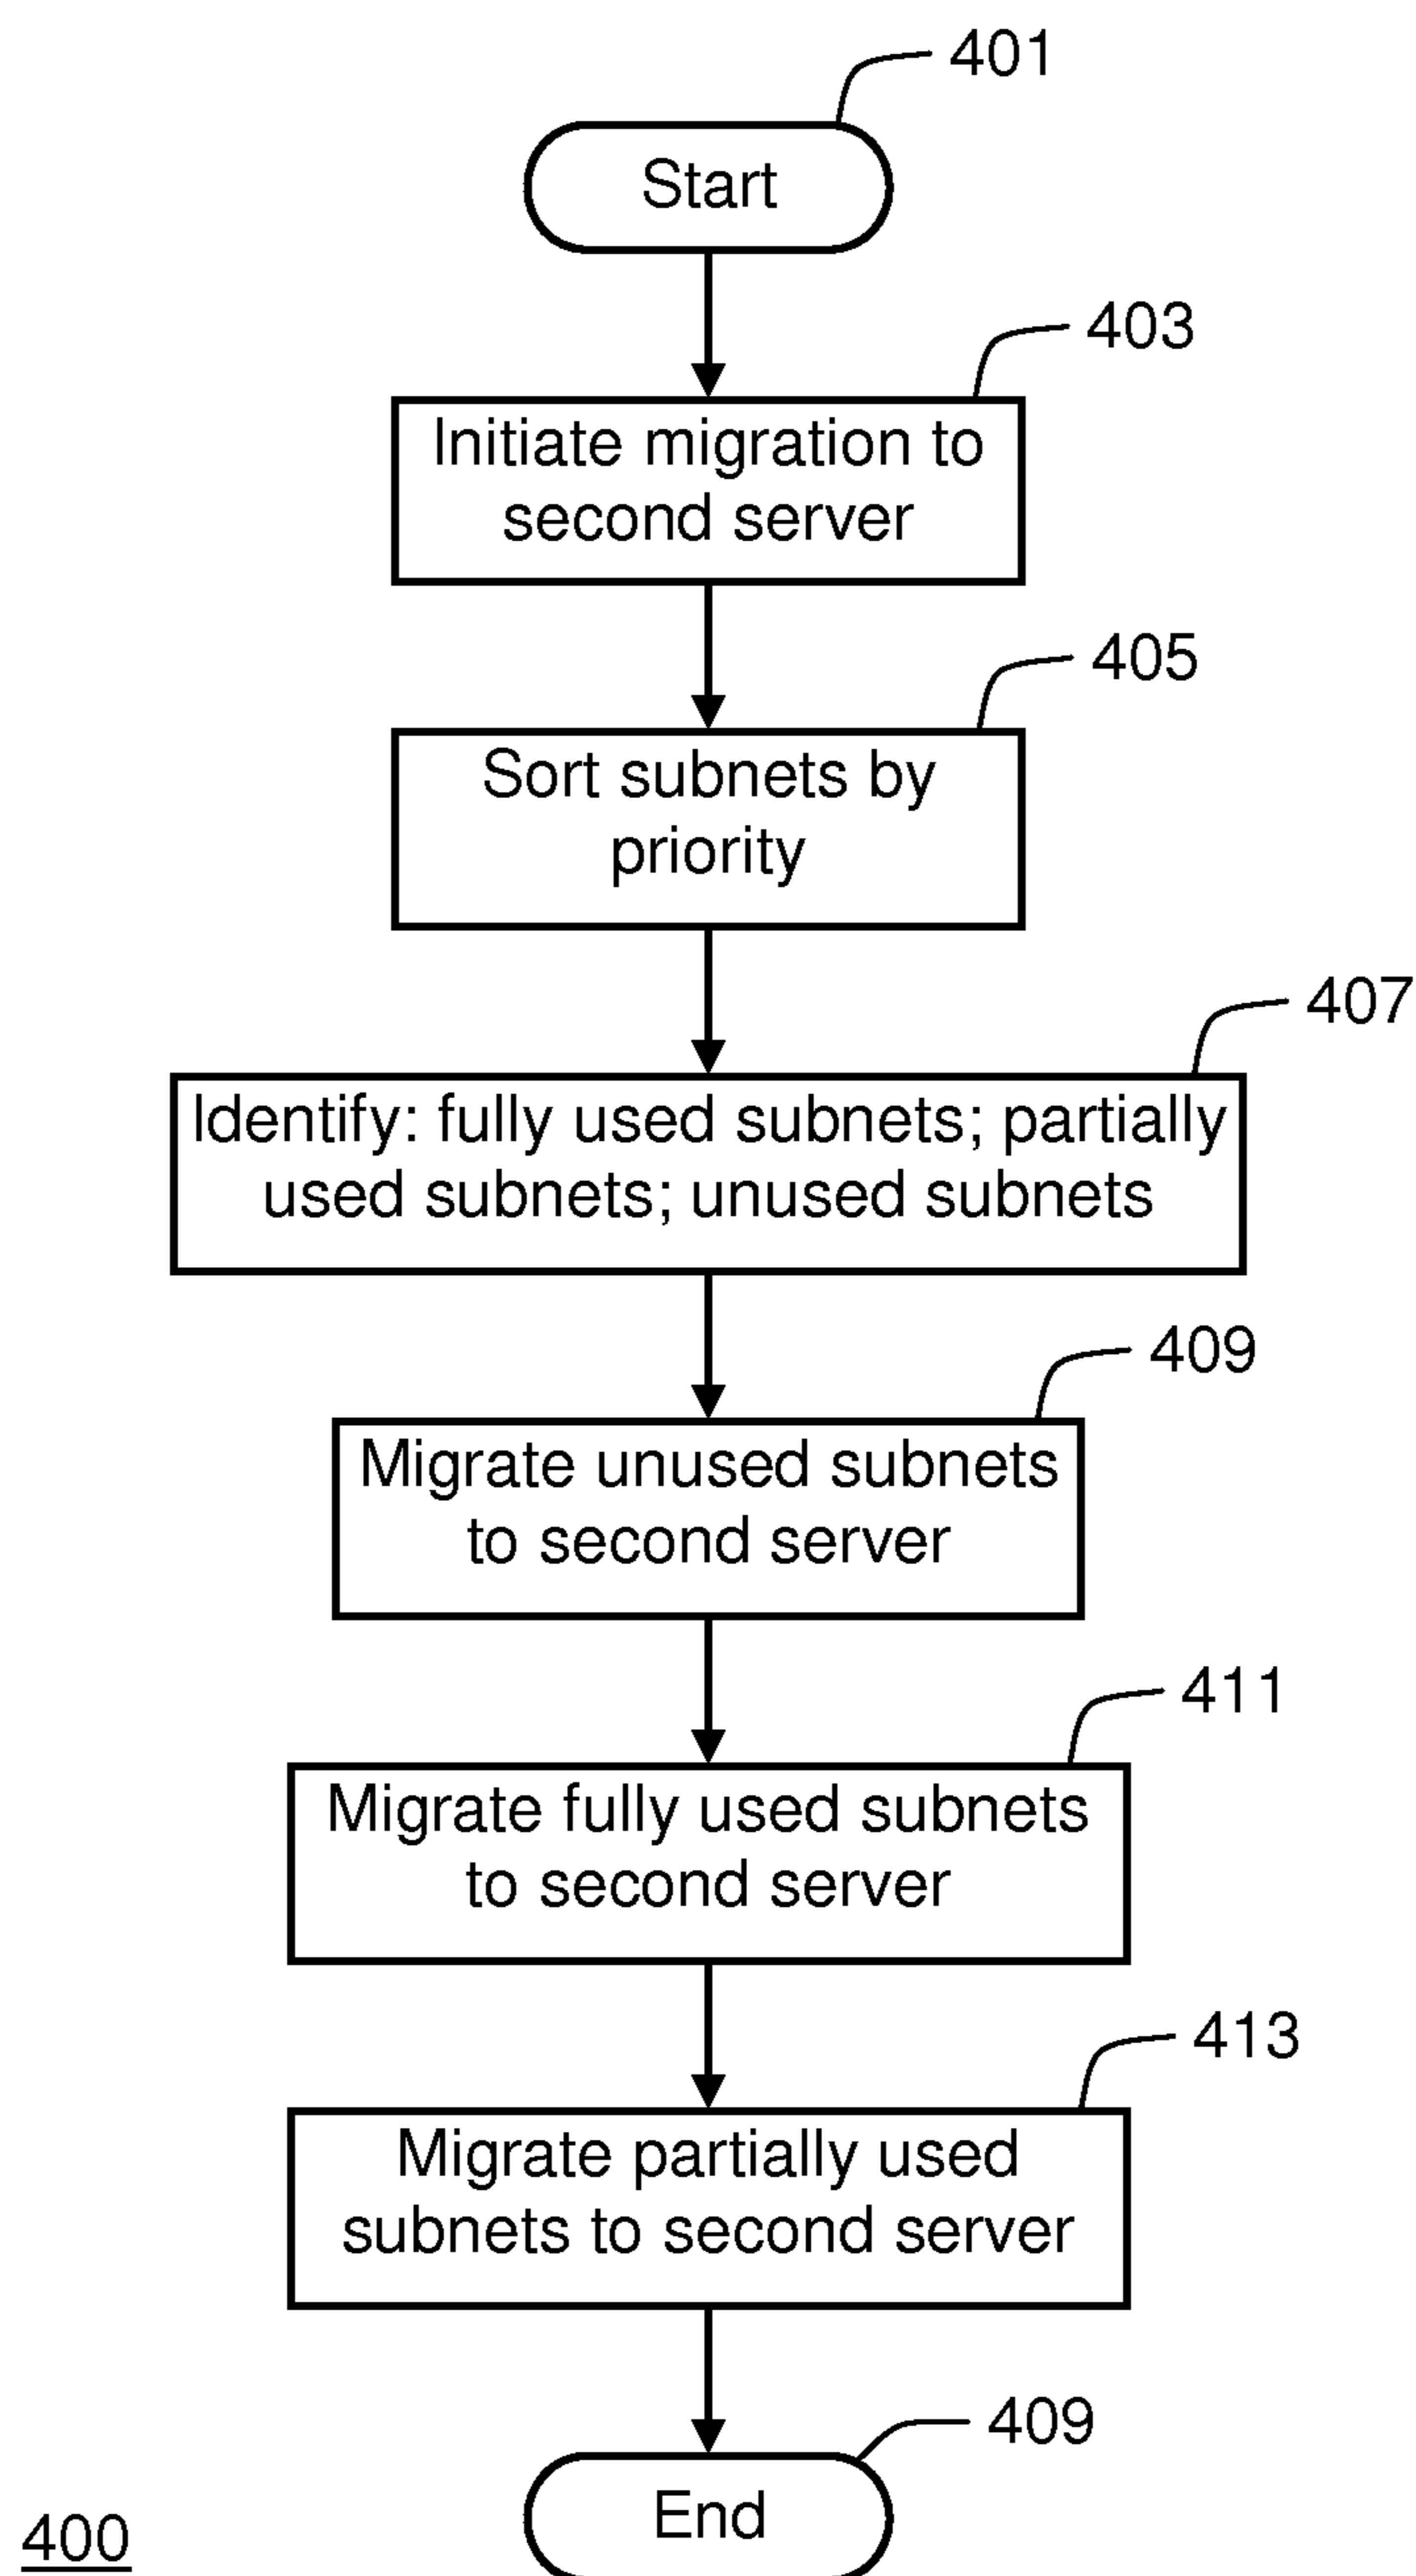 401
Start
403
Initiate migration to
second server
405
Sort subnets by
priority
407
Identify: fully used subnets; partially
used subnets; unused subnets
409
Migrate unused subnets
to second server
411
Migrate fully used subnets
to second server
413
Migrate partially used
subnets to second server
409
End
400